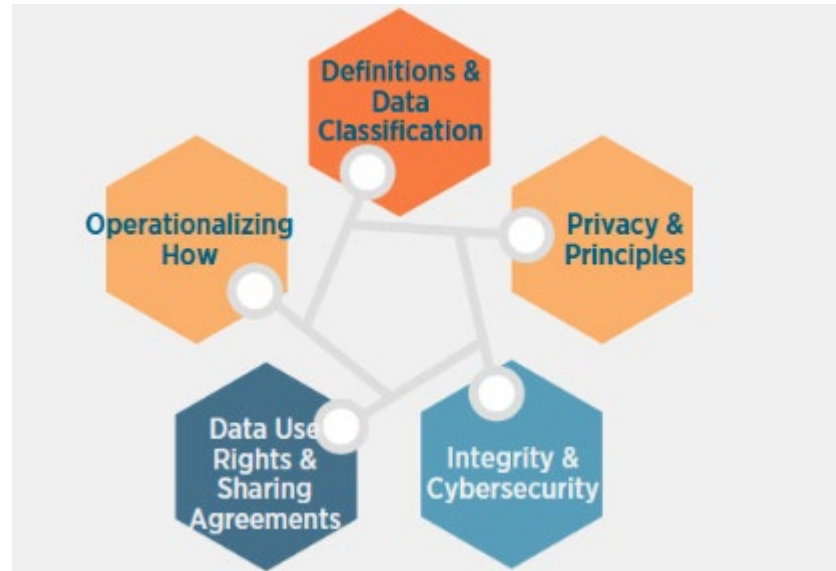 Definitions &
Data
Classification
Privacy &
Principles
Integrity &
Cybersecurity
Data Use
Rights &
Sharing
Agreements
Operationalizing
How